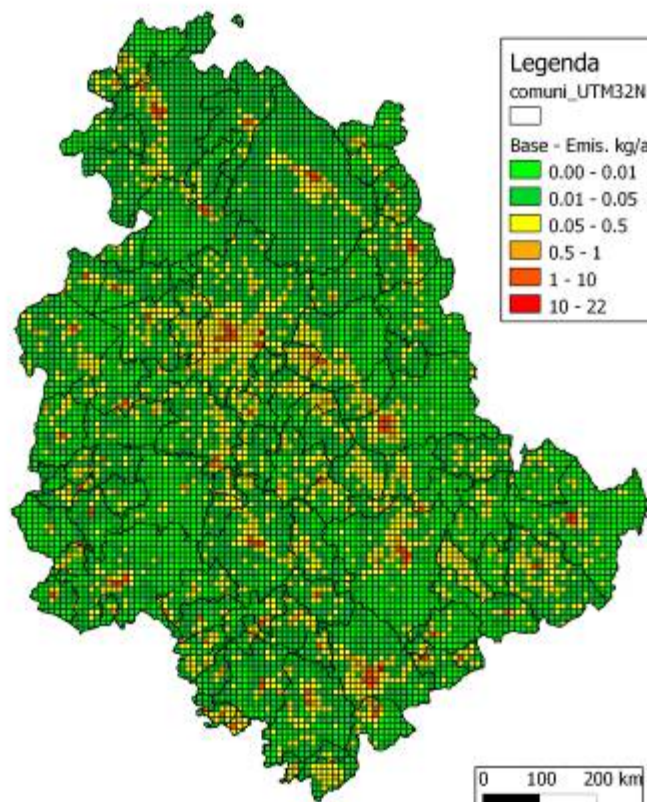 Legenda
comuni_UTM32N
Base - Emis. kg/a
0.00 - 0.01
0.01 - 0.05
0.05 - 0.5
0.5 - 1
1 - 10
10 - 22
0 100 200 km